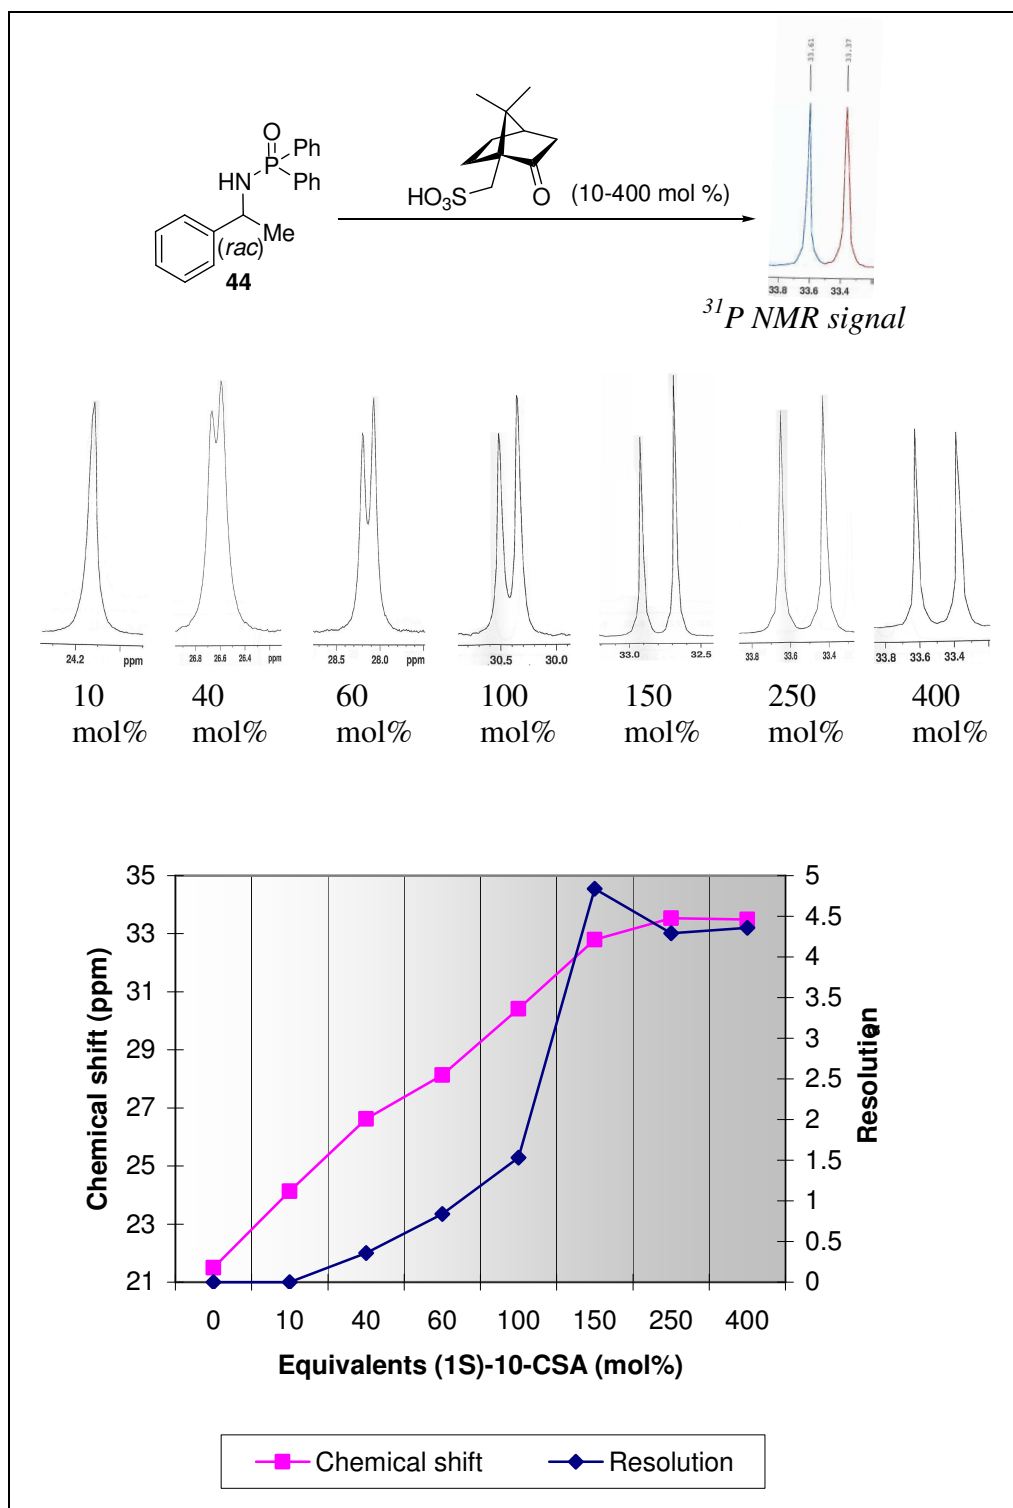 33.61 33.37
O
Ph
P
Ph
HN
Me
(rac)
44
HO3S
O
(10-400 mol %)
33.8 33.6 33.4
31P NMR signal
24.2 ppm
26.8 26.6 26.4 ppm
28.5 28.0 ppm
30.5 30.0
33.0 32.5
33.8 33.6 33.4
33.8 33.6 33.4
10 40 60 100 150 250 400
mol% mol% mol% mol% mol% mol% mol%
35 5
4.5
33
4
31
3.5
3
29
2.5
27
2
25
1.5
1
23
0.5
21 0
Chemical shift (ppm)
Resolution
0 10 40 60 100 150 250 400
Equivalents (1S)-10-CSA (mol%)
Chemical shift Resolution